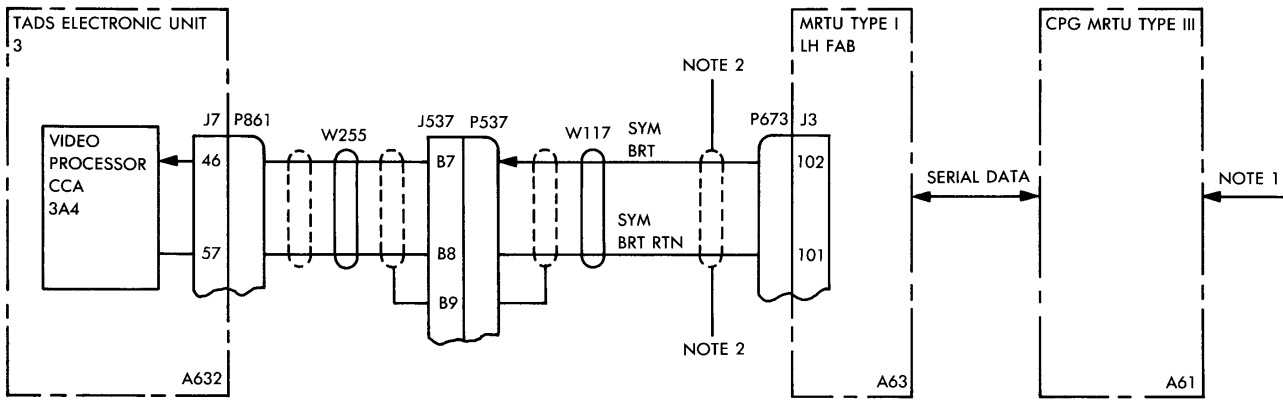 TADS ELECTRONIC UNIT
3
MRTU TYPE I
LH FAB
CPG MRTU TYPE III
NOTE 2
J7 P861
W255
J537 P537
W117
SYM
BRT
P673 J3
VIDEO
PROCESSOR
CCA
3A4
46
B7
102
SERIAL DATA
NOTE 1
57
B8
SYM
BRT RTN
101
B9
NOTE 2
A632
A63
A61